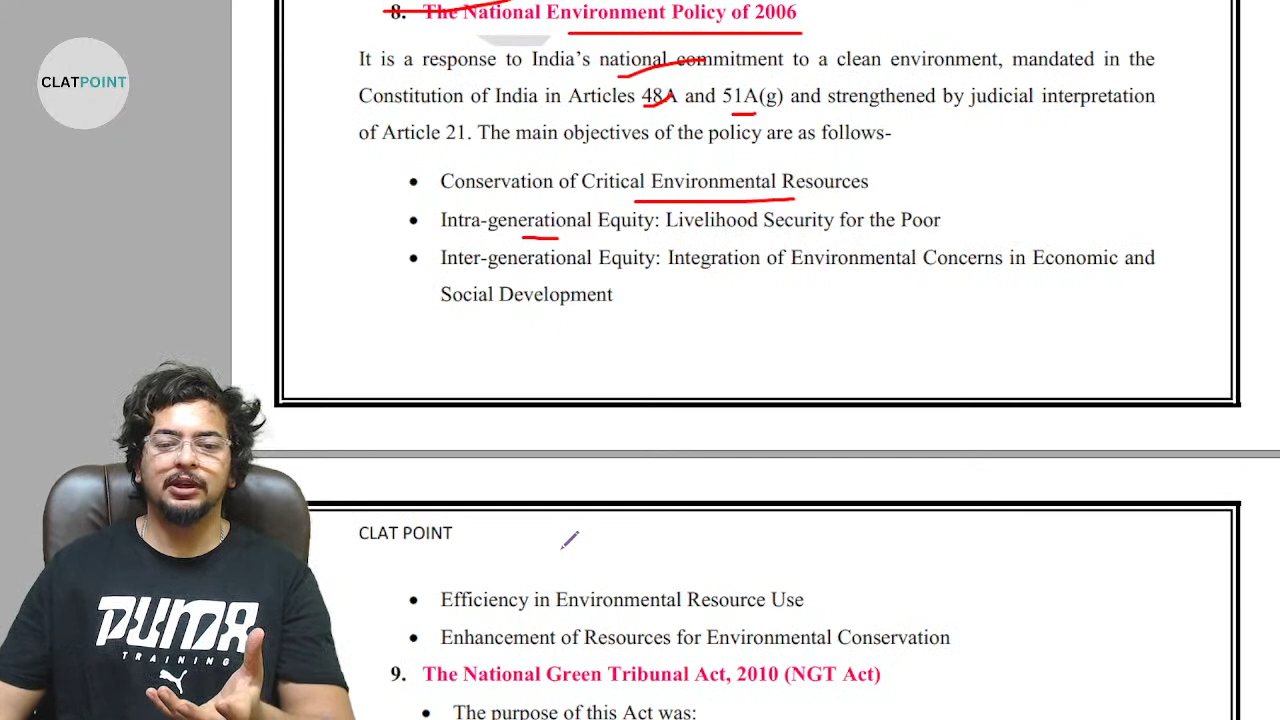 8. The National Environment Policy of 2006
CLATPOINT
It is a response to India’s national commitment to a clean environment, mandated in the
Constitution of India in Articles 48A and 51A(g) and strengthened by judicial interpretation
of Article 21. The main objectives of the policy are as follows-
• Conservation of Critical Environmental Resources
• Intra-generational Equity: Livelihood Security for the Poor
• Inter-generational Equity: Integration of Environmental Concerns in Economic and
Social Development
CLAT POINT
• Efficiency in Environmental Resource Use
• Enhancement of Resources for Environmental Conservation
9. The National Green Tribunal Act, 2010 (NGT Act)
• The purpose of this Act was:
PUMA
TRAINING